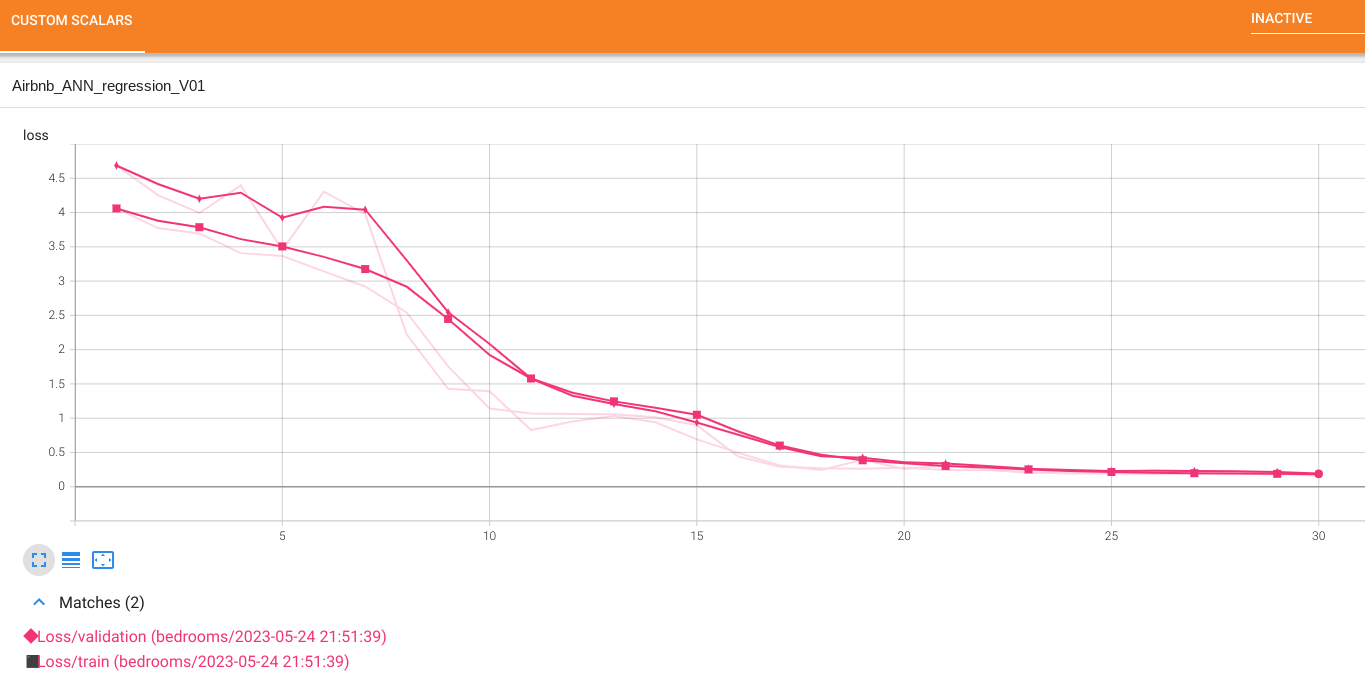 CUSTOM SCALARS
INACTIVE
Airbnb_ANN_regression_V01
loss
4.5
4
3.5
3
2.5
2
1.5
1
0.5
0
5 10 15 20 25 30
Matches (2)
Loss/validation (bedrooms/2023-05-24 21:51:39)
Loss/train (bedrooms/2023-05-24 21:51:39)